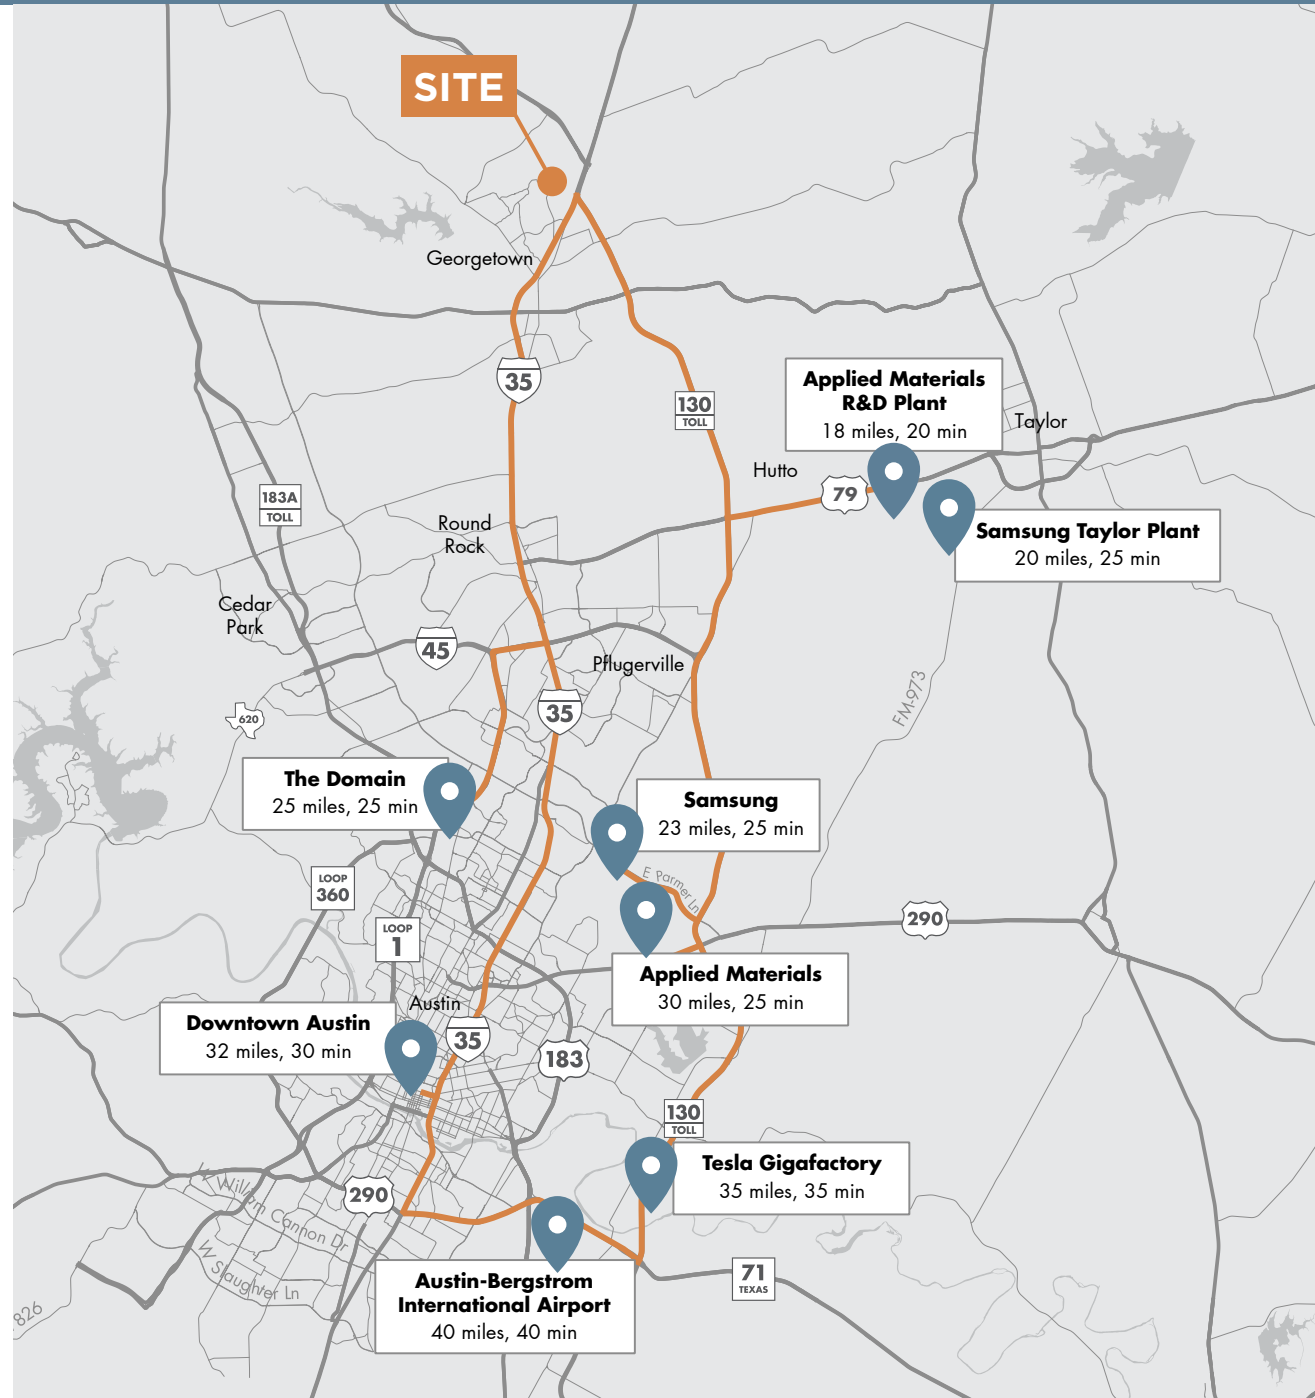 SITE
Georgetown
35
130
TOLL
Applied Materials
R&D Plant
18 miles, 20 min
Taylor
Hutto
79
183A
TOLL
Round
Rock
Samsung Taylor Plant
20 miles, 25 min
Cedar
Park
45
Pflugerville
FM-973
620
35
The Domain
25 miles, 25 min
Samsung
23 miles, 25 min
E Parmer Ln
LOOP
360
LOOP
1
290
Applied Materials
30 miles, 25 min
Austin
Downtown Austin
32 miles, 30 min
35
183
130
TOLL
Tesla Gigafactory
35 miles, 35 min
290
W William Cannon Dr
W Slaughter Ln
Austin-Bergstrom
International Airport
40 miles, 40 min
71
TEXAS
826